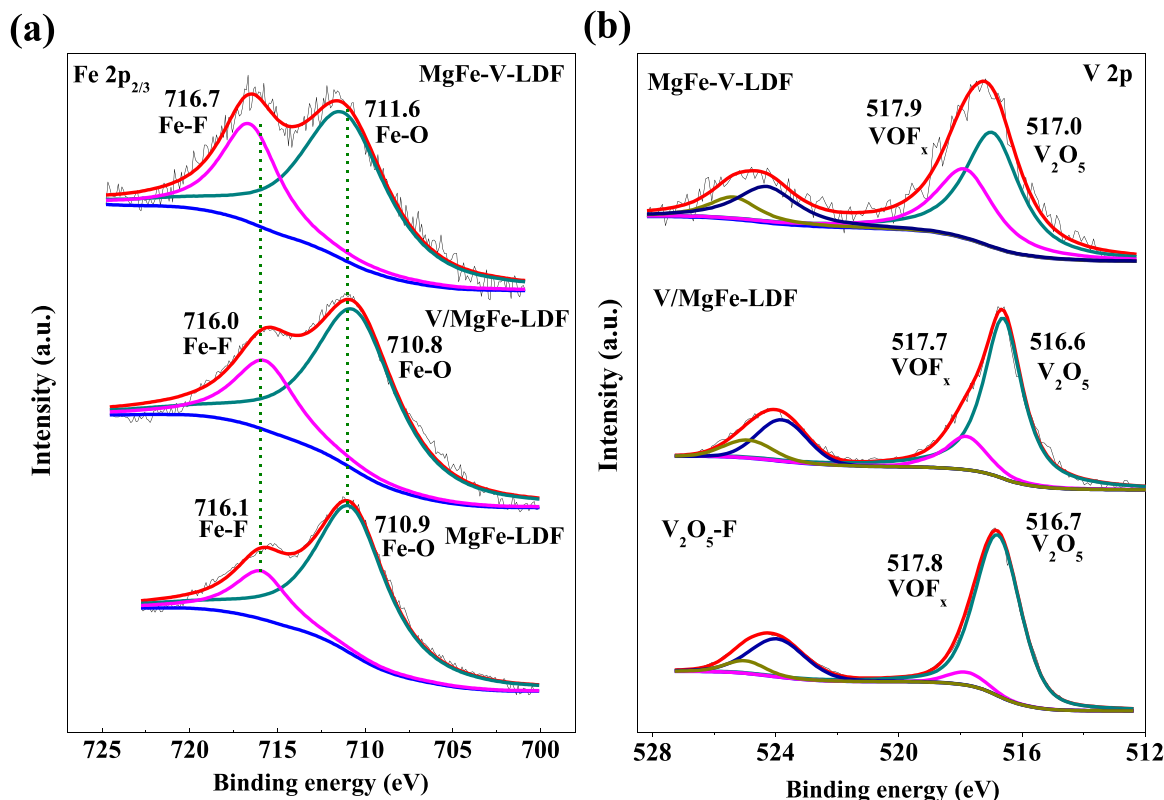 (a)
Fe 2p2/3
MgFe-V-LDF
716.7
Fe-F
711.6
Fe-O
V/MgFe-LDF
716.0
Fe-F
710.8
Fe-O
716.1
Fe-F
710.9
Fe-O
MgFe-LDF
Intensity (a.u.)
725 720 715 710 705 700
Binding energy (eV)
(b)
MgFe-V-LDF
V 2p
517.9
VOFx
517.0
V2O5
V/MgFe-LDF
517.7
VOFx
516.6
V2O5
V2O5-F
517.8
VOFx
516.7
V2O5
Intensity (a.u.)
528 524 520 516 512
Binding energy (eV)